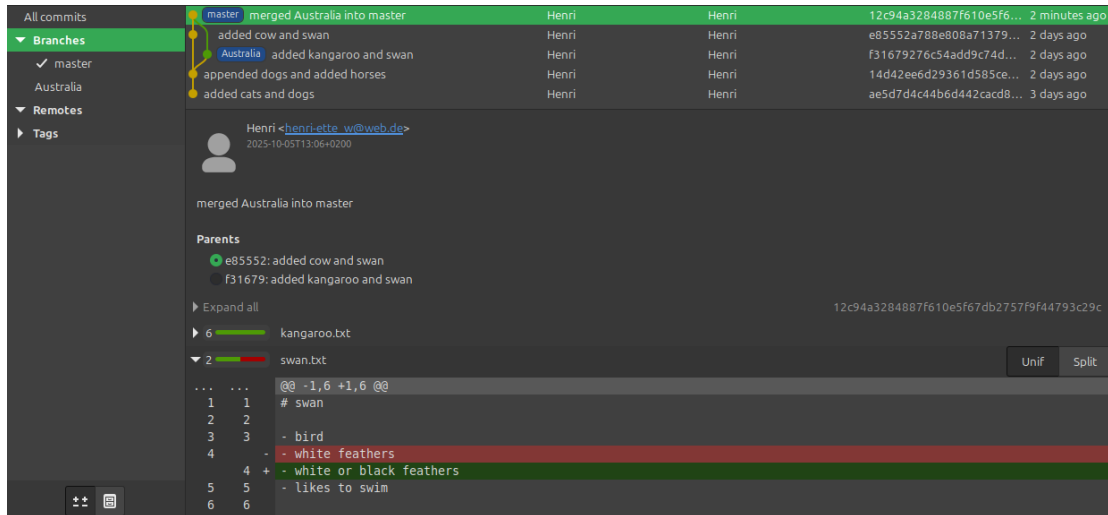 All commits
Branches
master
Australia
Remotes
Tags
master merged Australia into master Henri Henri 12c94a3284887f610e5f6... 2 minutes ago
added cow and swan Henri Henri e85552a788e808a71379... 2 days ago
Australia added kangaroo and swan Henri Henri f31679276c54add9c74d... 2 days ago
appended dogs and added horses Henri Henri 14d42ee6d29361d585ce... 2 days ago
added cats and dogs Henri Henri ae5d7d4c44b6d442cacd8... 3 days ago
Henri <henri-ette_w@web.de>
2025-10-05T13:06+0200
merged Australia into master
Parents
e85552: added cow and swan
f31679: added kangaroo and swan
Expand all 12c94a3284887f610e5f67db2757f9f44793c29c
6 kangaroo.txt
2 swan.txt Unif Split
... ... @@ -1,6 +1,6 @@
1 1 # swan
2 2
3 3 - bird
4 - - white feathers
4 + - white or black feathers
5 5 - likes to swim
6 6